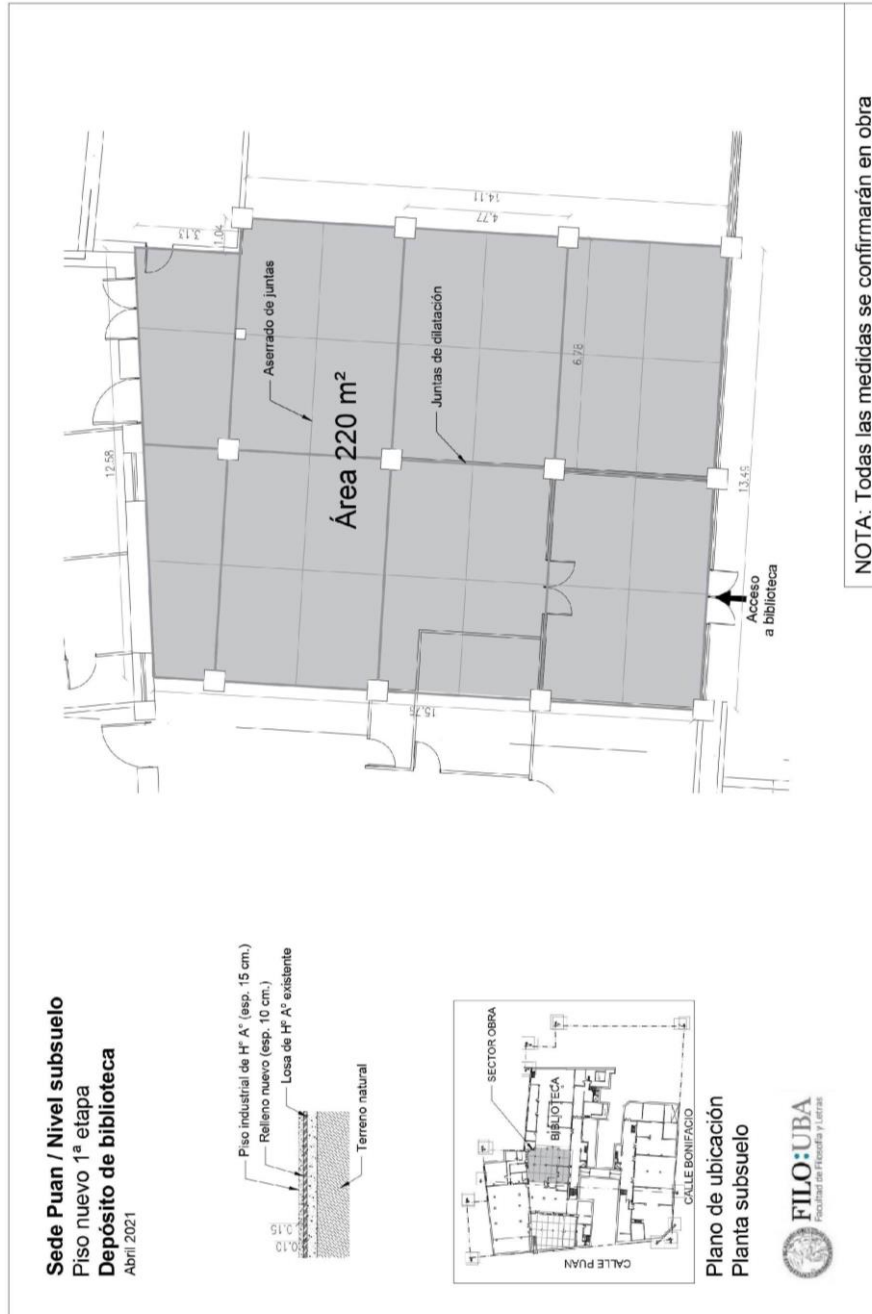 Sede Puan / Nivel subsuelo
Piso nuevo 1ª etapa
Depósito de biblioteca
Abril 2021
Piso industrial de Hº Aº (esp. 15 cm.)
Relleno nuevo (esp. 10 cm.)
Losa de Hº Aº existente
Terreno natural
0.10
0.15
SECTOR OBRA
BIBLIOTECA
CALLE PUAN
CALLE BONIFACIO
Plano de ubicación
Planta subsuelo
FILO:UBA
Facultad de Filosofía y Letras
12.58
3.13
1.04
Aserrado de juntas
Área 220 m²
Juntas de dilatación
14.11
4.77
6.78
13.49
Acceso
a biblioteca
NOTA: Todas las medidas se confirmarán en obra